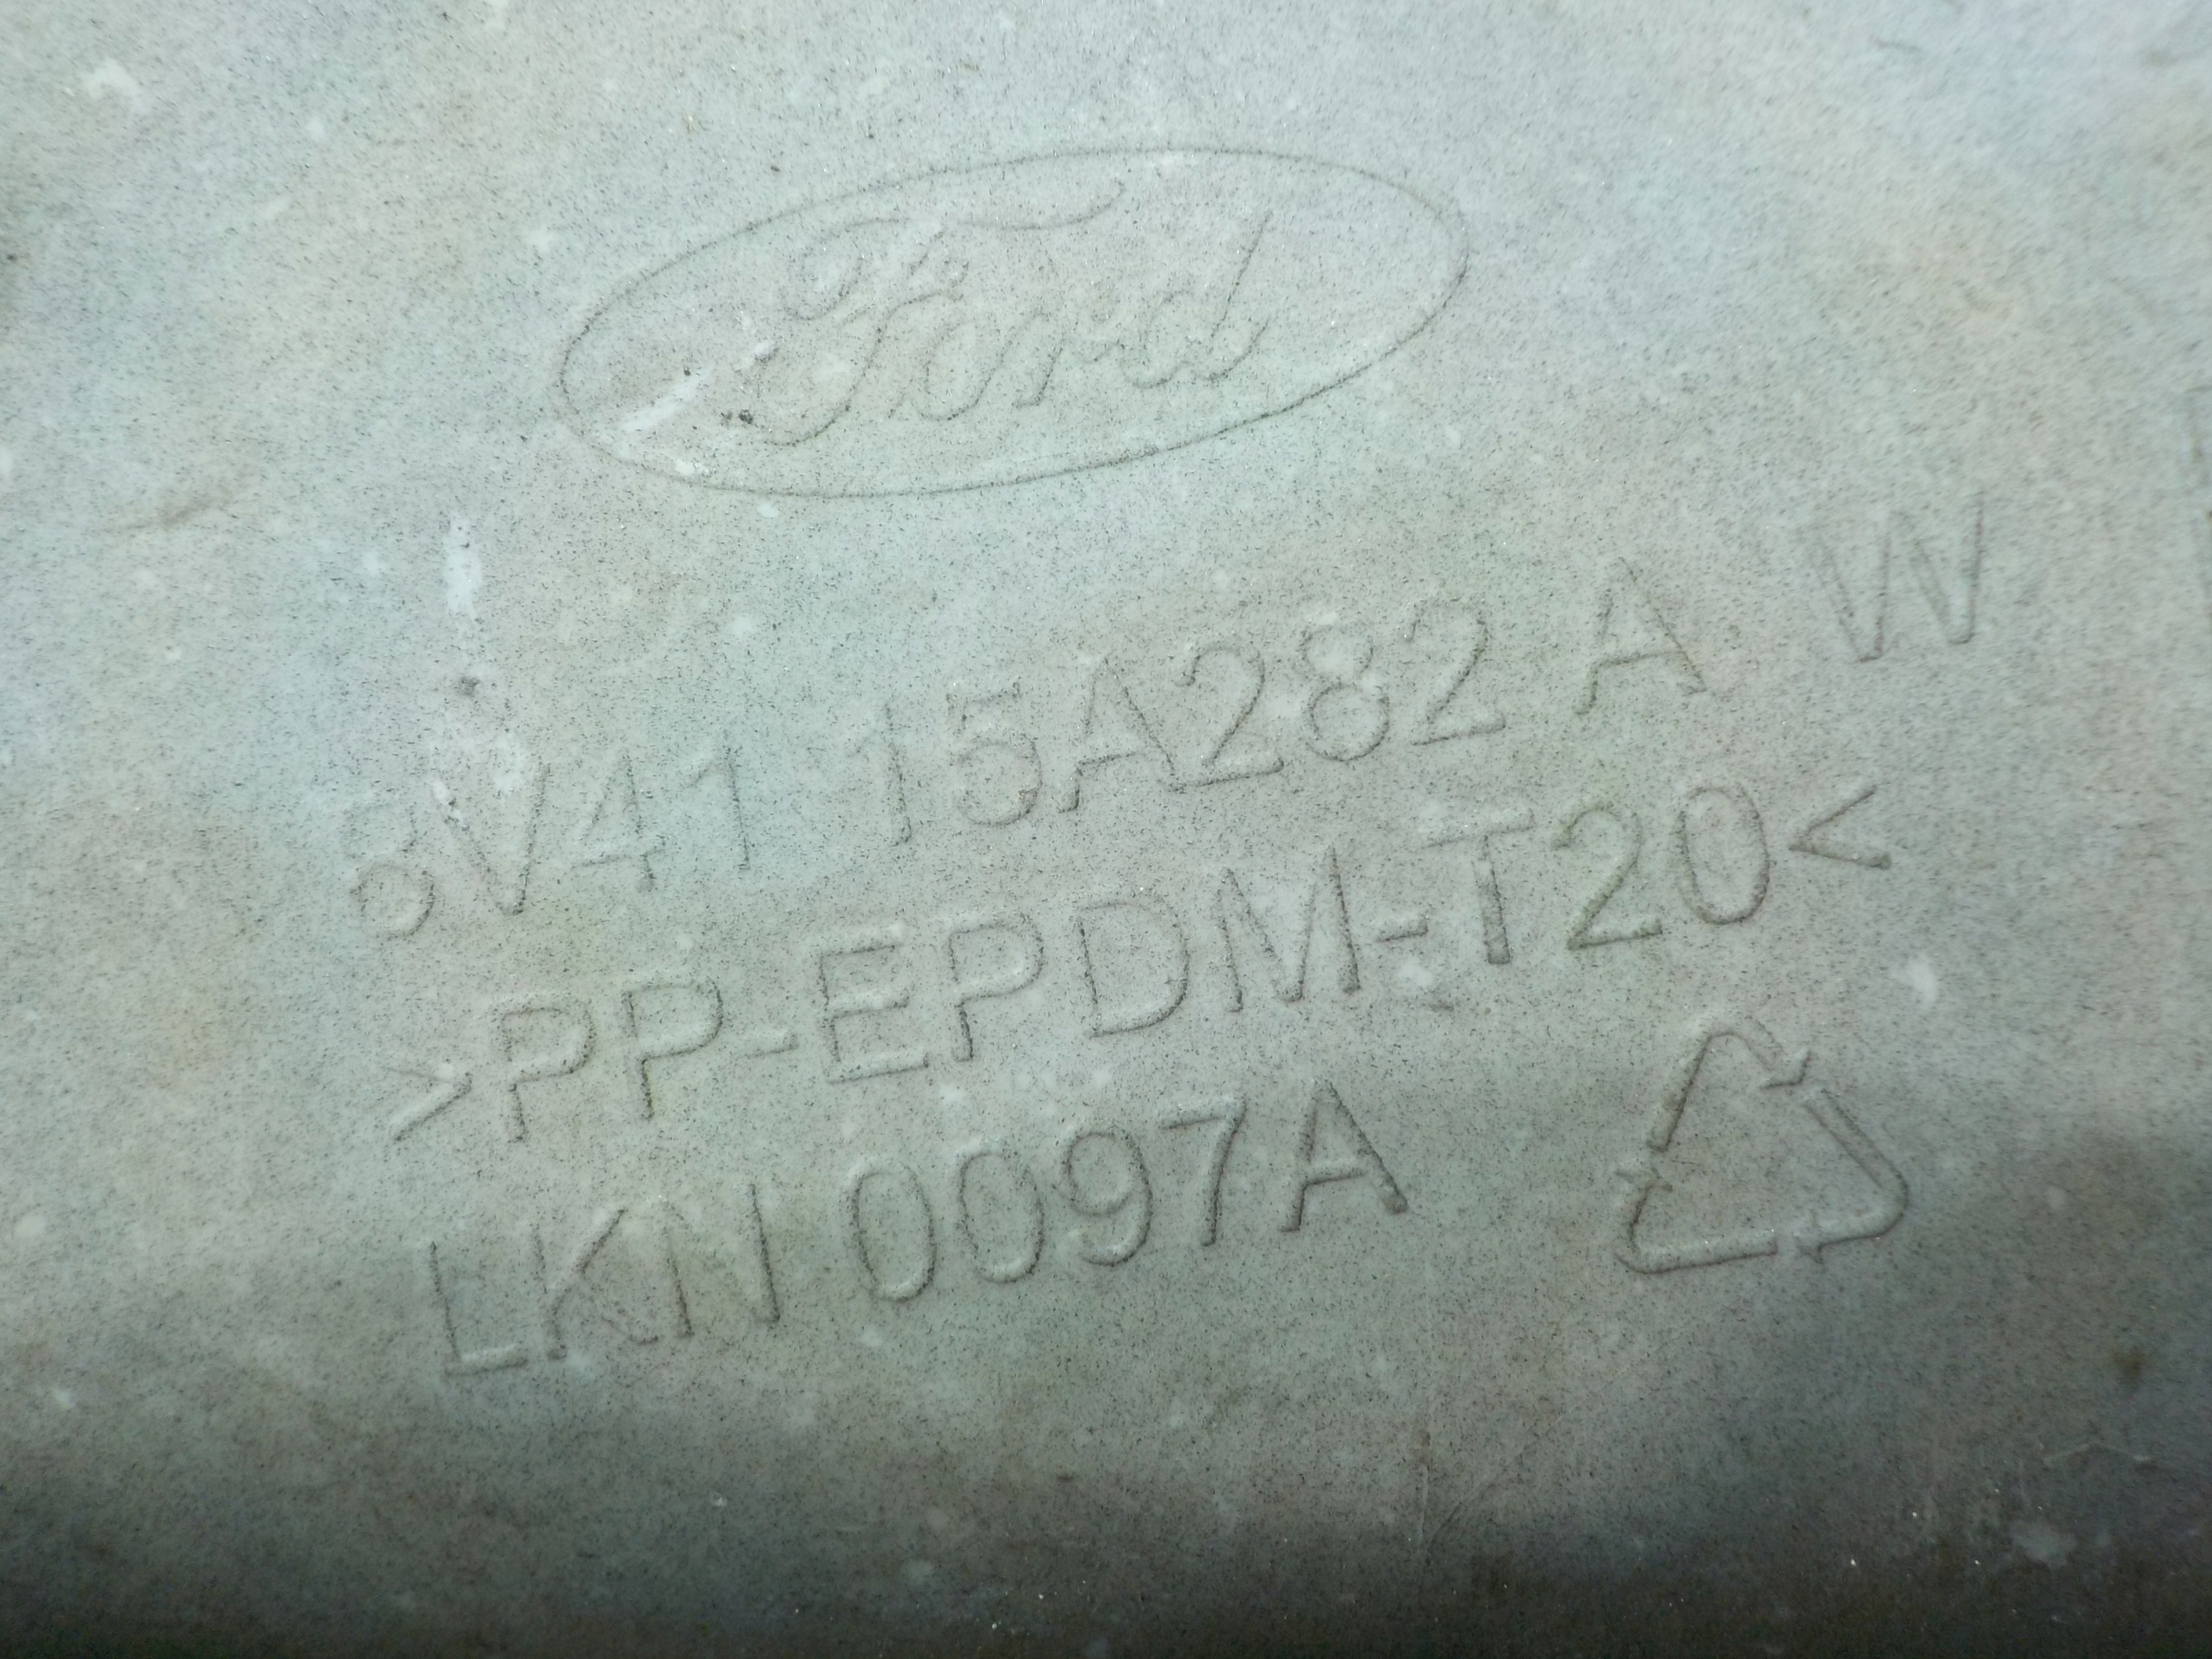 Ford
8V41 15A282 A W
>PP-EPDM-T20<
LKN 0097A